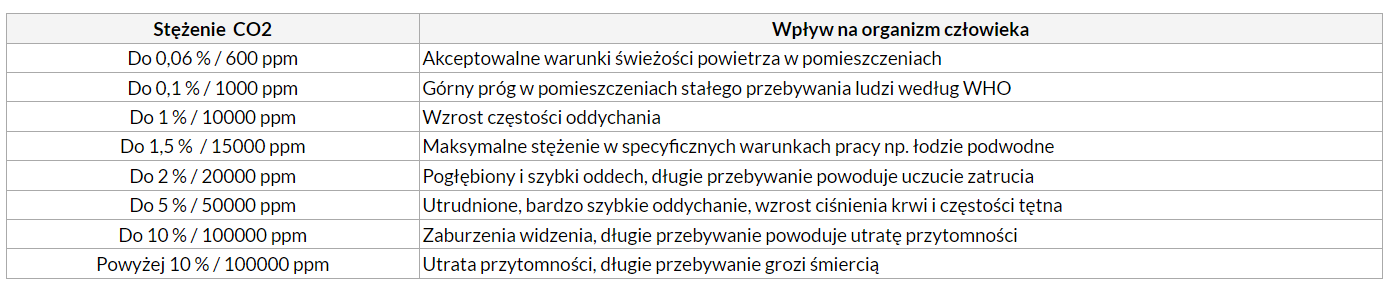 Stężenie CO2 Wpływ na organizm człowieka
Do 0,06 % / 600 ppm Akceptowalne warunki świeżości powietrza w pomieszczeniach
Do 0,1 % / 1000 ppm Górny próg w pomieszczeniach stałego przebywania ludzi według WHO
Do 1 % / 10000 ppm Wzrost częstości oddychania
Do 1,5 % / 15000 ppm Maksymalne stężenie w specyficznych warunkach pracy np. łodzie podwodne
Do 2 % / 20000 ppm Pogłębiony i szybki oddech, długie przebywanie powoduje uczucie zatrucia
Do 5 % / 50000 ppm Utrudnione, bardzo szybkie oddychanie, wzrost ciśnienia krwi i częstości tętna
Do 10 % / 100000 ppm Zaburzenia widzenia, długie przebywanie powoduje utratę przytomności
Powyżej 10 % / 100000 ppm Utrata przytomności, długie przebywanie grozi śmiercią